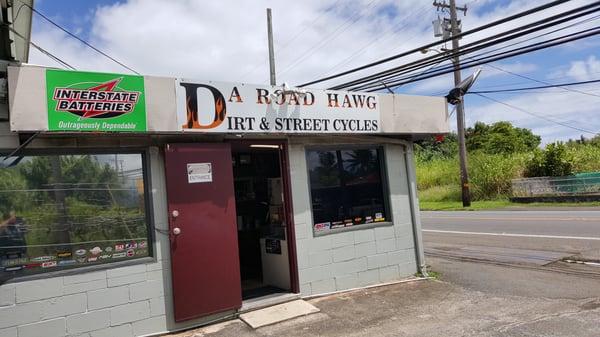 INTERSTATE
BATTERIES
Outrageously Dependable
DA ROAD HAWG
DIRT & STREET CYCLES
ENTRANCE